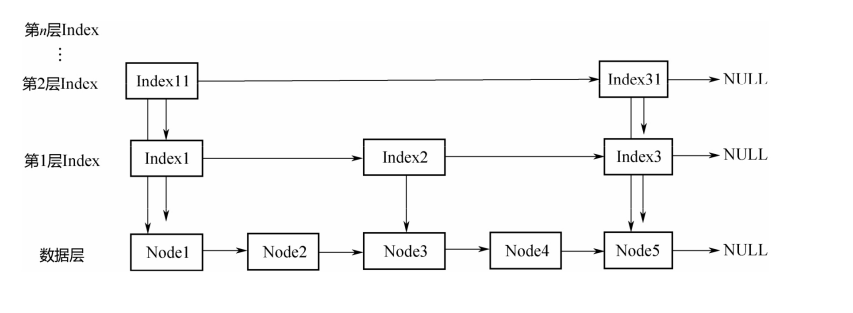 第n层Index
⋮
第2层Index Index11 Index31 NULL
第1层Index Index1 Index2 Index3 NULL
数据层 Node1 Node2 Node3 Node4 Node5 NULL